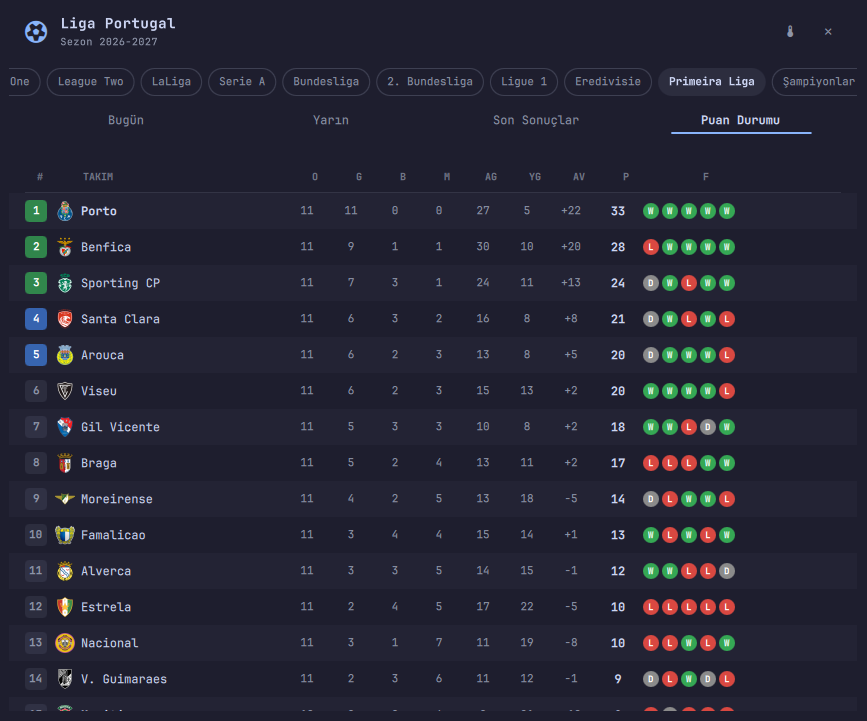 Liga Portugal
Sezon 2026-2027
One League Two LaLiga Serie A Bundesliga 2. Bundesliga Ligue 1 Eredivisie Primeira Liga Şampiyonlar
Bugün Yarın Son Sonuçlar Puan Durumu
# TAKIM O G B M AG YG AV P F
1 Porto 11 11 0 0 27 5 +22 33 W W W W W
2 Benfica 11 9 1 1 30 10 +20 28 L W W W W
3 Sporting CP 11 7 3 1 24 11 +13 24 D W L W W
4 Santa Clara 11 6 3 2 16 8 +8 21 D W L W L
5 Arouca 11 6 2 3 13 8 +5 20 D W W W L
6 Viseu 11 6 2 3 15 13 +2 20 W W W W L
7 Gil Vicente 11 5 3 3 10 8 +2 18 W W L D W
8 Braga 11 5 2 4 13 11 +2 17 L L L W W
9 Moreirense 11 4 2 5 13 18 -5 14 D L W W L
10 Famalicao 11 3 4 4 15 14 +1 13 W L W L W
11 Alverca 11 3 3 5 14 15 -1 12 W W L L D
12 Estrela 11 2 4 5 17 22 -5 10 L L L L L
13 Nacional 11 3 1 7 11 19 -8 10 L L W L W
14 V. Guimaraes 11 2 3 6 11 12 -1 9 D L W D L